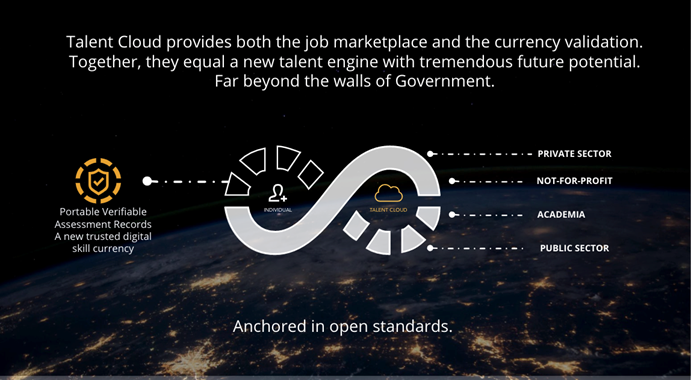 Talent Cloud provides both the job marketplace and the currency validation.
Together, they equal a new talent engine with tremendous future potential.
Far beyond the walls of Government.
Portable Verifiable
Assessment Records
A new trusted digital
skill currency
INDIVIDUAL
TALENT CLOUD
PRIVATE SECTOR
NOT-FOR-PROFIT
ACADEMIA
PUBLIC SECTOR
Anchored in open standards.